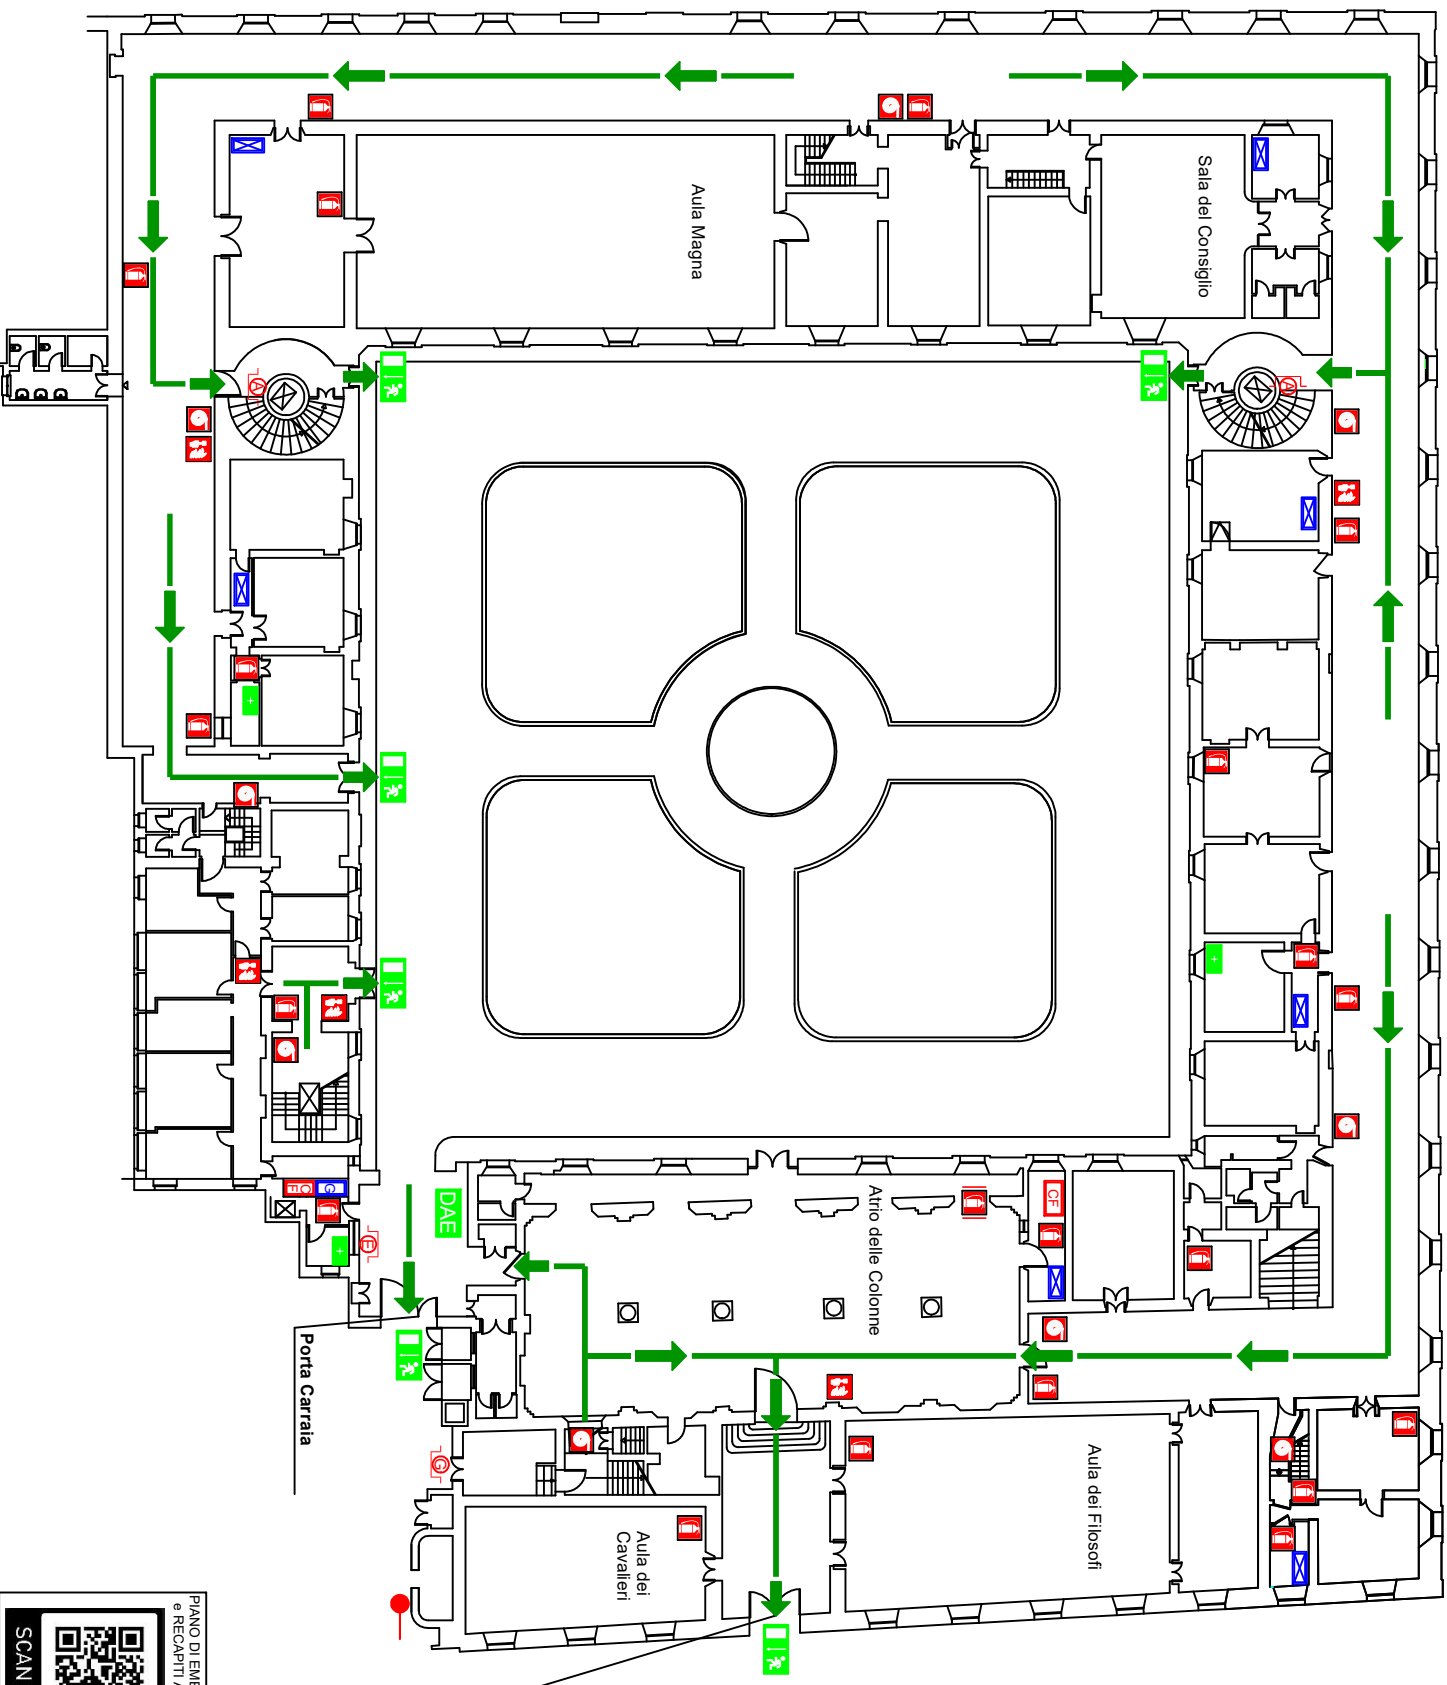 Aula Magna
Sala del Consiglio
A
A
DAE
CF
CF
G
E
G
Atrio delle Colonne
Porta Carraia
Aula dei Filosofi
Aula dei
Cavalieri
PIANO DI
e RECAPITI
SCAN